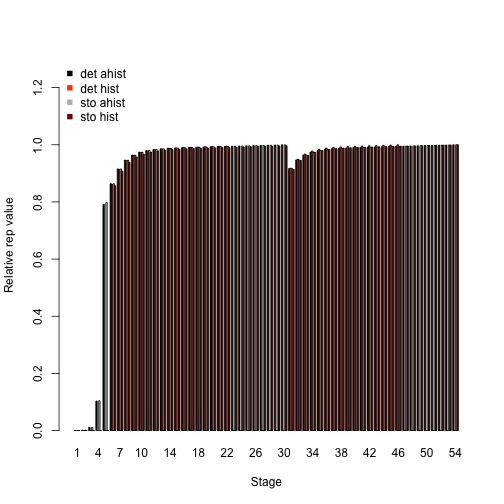 det ahist
det hist
sto ahist
sto hist
Relative rep value
1.2
1.0
0.8
0.6
0.4
0.2
0.0
1 4 7 10 14 18 22 26 30 34 38 42 46 50 54
Stage